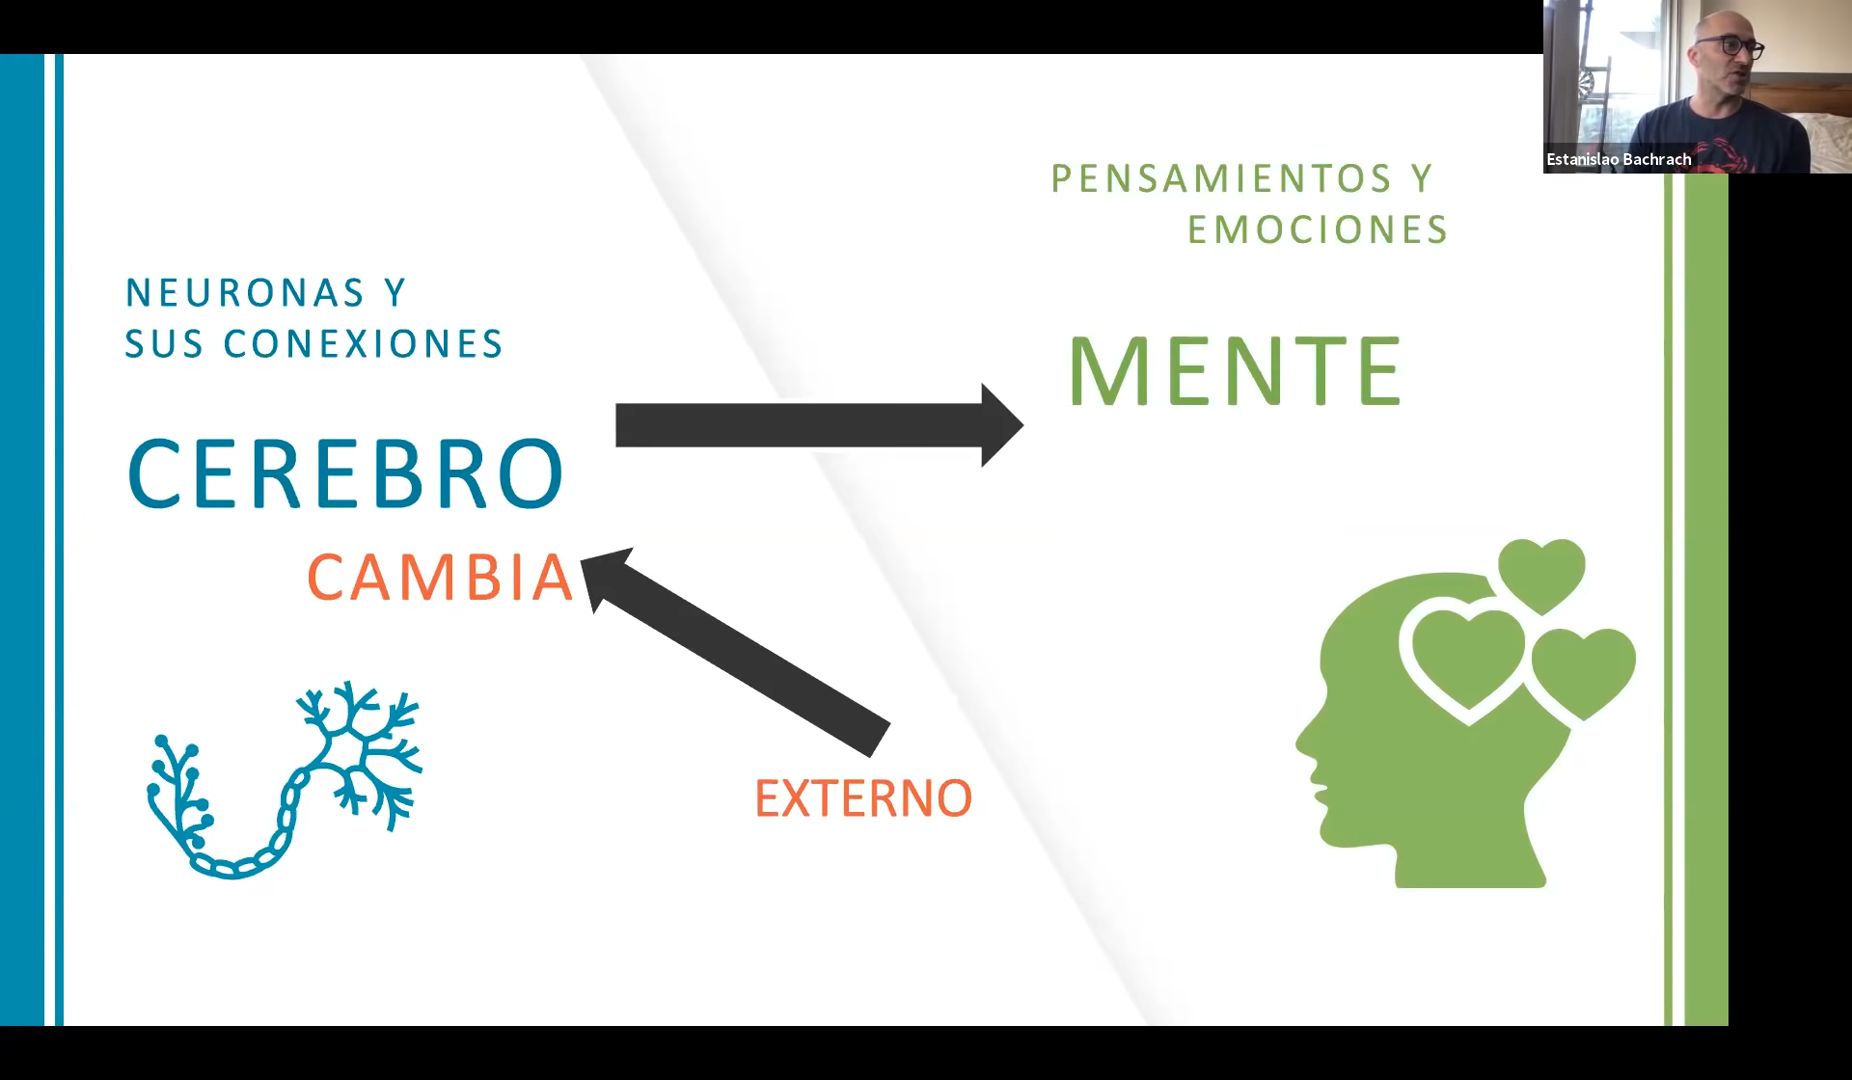 NEURONAS Y
SUS CONEXIONES
CEREBRO
CAMBIA
EXTERNO
PENSAMIENTOS Y
EMOCIONES
MENTE
Estanislao Bachrach